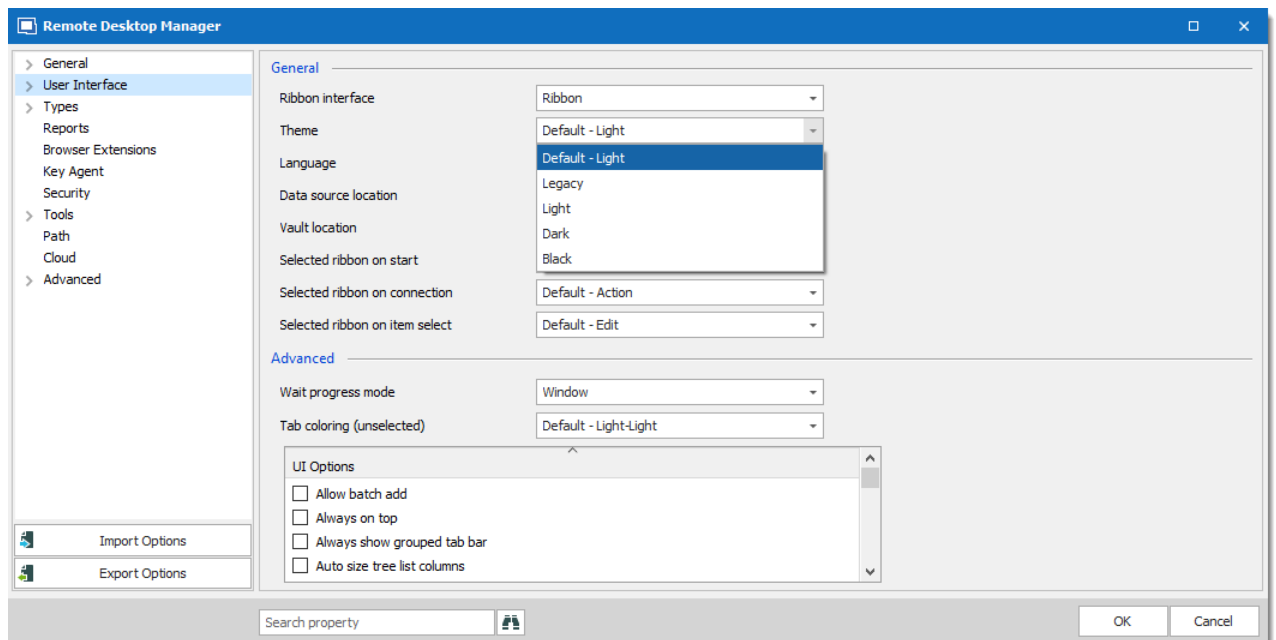 Remote Desktop Manager
General
User Interface
Types
Reports
Browser Extensions
Key Agent
Security
Tools
Path
Cloud
Advanced
Import Options
Export Options
General
Ribbon interface
Ribbon
Theme
Default - Light
Default - Light
Legacy
Light
Dark
Black
Language
Data source location
Vault location
Selected ribbon on start
Selected ribbon on connection
Default - Action
Selected ribbon on item select
Default - Edit
Advanced
Wait progress mode
Window
Tab coloring (unselected)
Default - Light-Light
UI Options
Allow batch add
Always on top
Always show grouped tab bar
Auto size tree list columns
Search property
OK
Cancel